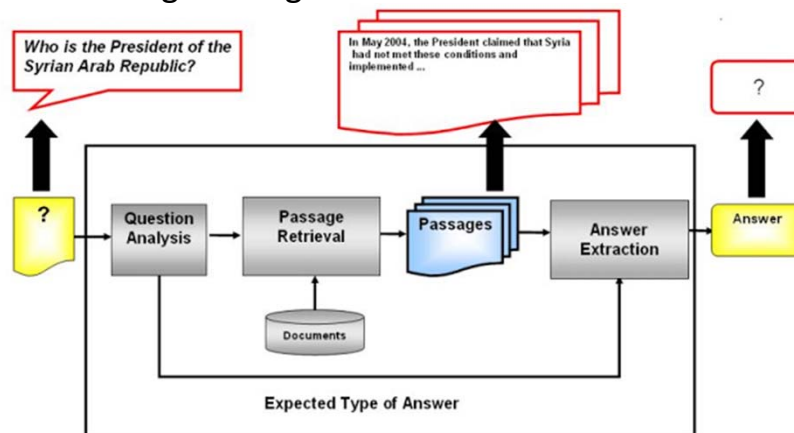 Who is the President of the
Syrian Arab Republic?
In May 2004, the President claimed that Syria
had not met these conditions and
implemented ...
?
?
Question
Analysis
Passage
Retrieval
Passages
Answer
Extraction
Answer
Documents
Expected Type of Answer